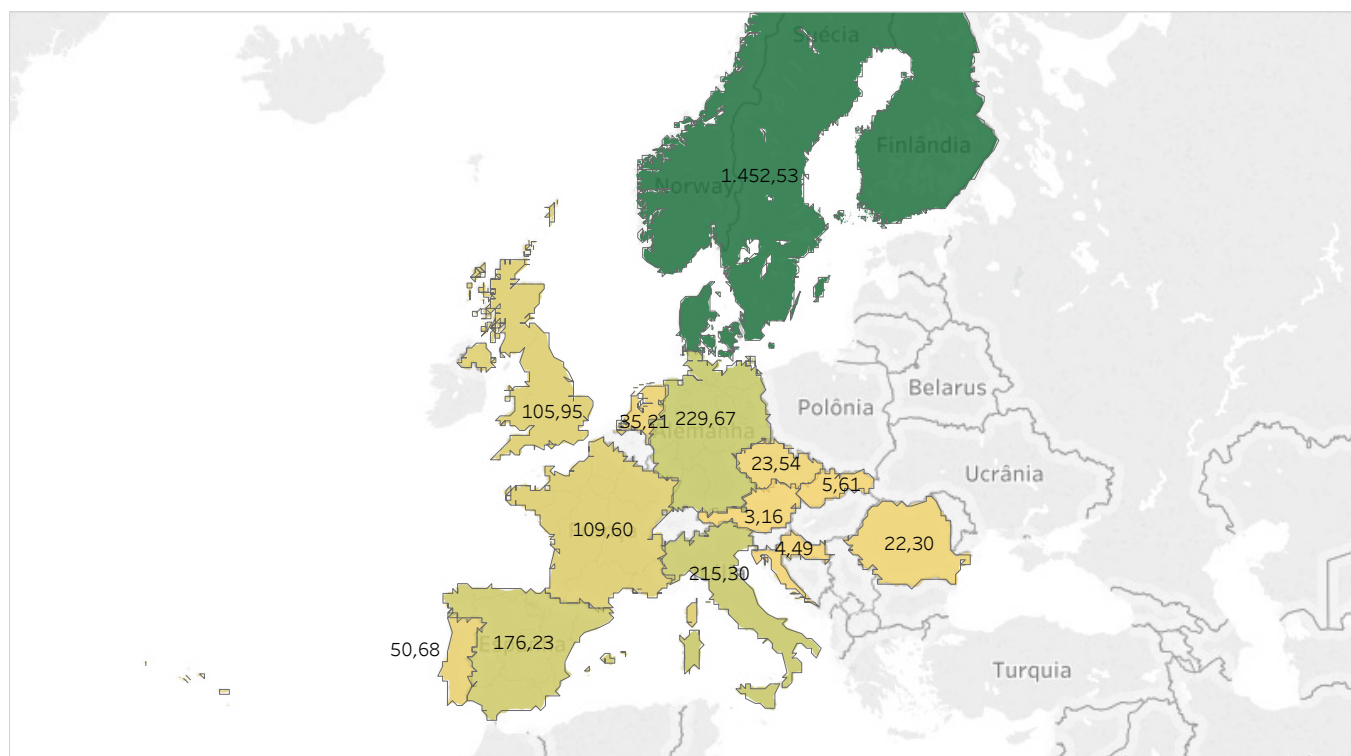 Suécia
Finlândia
1.452,53
Norway
Belarus
Polônia
105,95
35,21
229,67
Alemanha
23,54
Ucrânia
5,61
3,16
109,60
22,30
4,49
215,30
176,23
50,68
Turquia